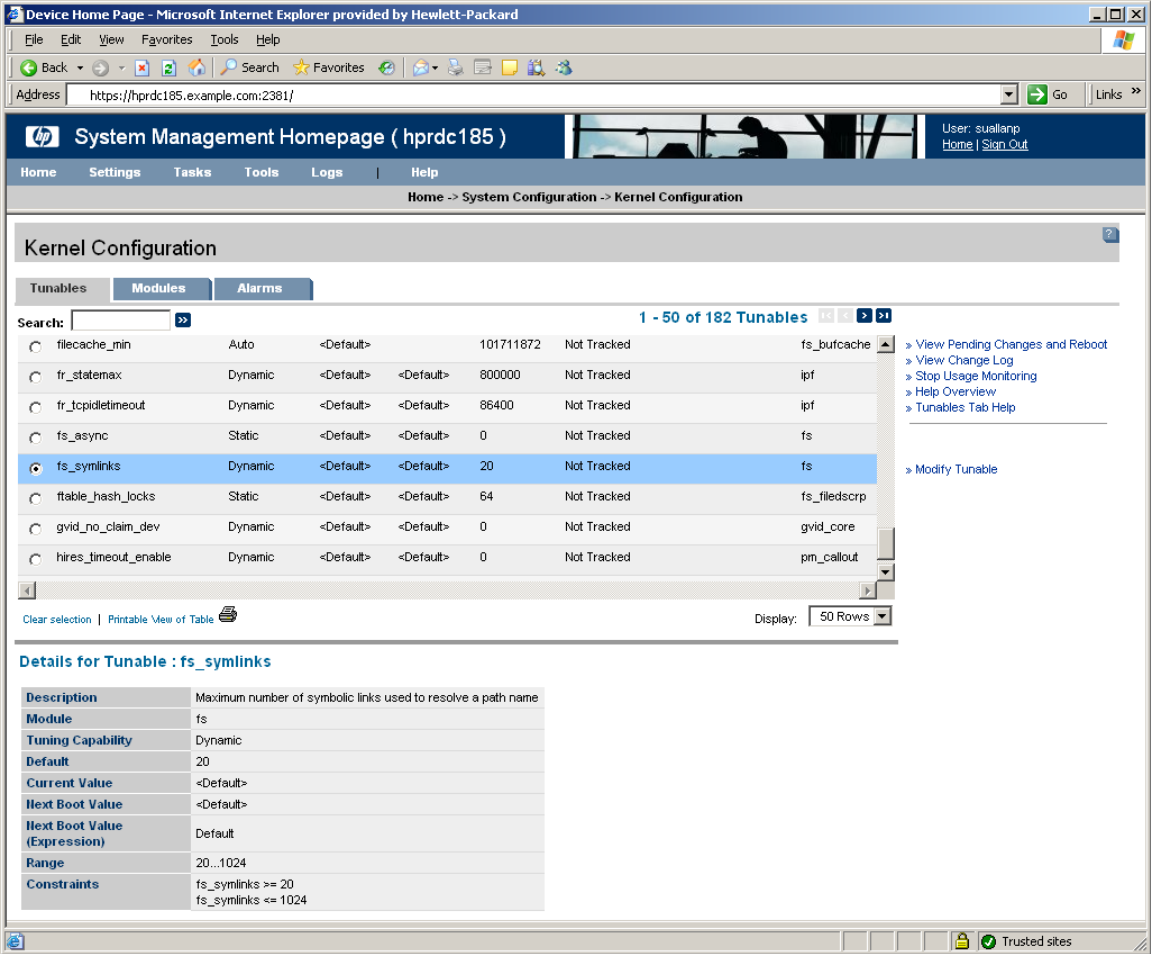 Device Home Page - Microsoft Internet Explorer provided by Hewlett-Packard
File Edit View Favorites Tools Help
Back Search Favorites
Address https://hprdc185.example.com:2381/ Go Links »
hp System Management Homepage ( hprdc185 )
User: suallanp
Home | Sign Out
Home Settings Tasks Tools Logs | Help
Home -> System Configuration -> Kernel Configuration
Kernel Configuration ?
Tunables Modules Alarms
Search: » 1 - 50 of 182 Tunables
filecache_min Auto <Default> 101711872 Not Tracked fs_bufcache
fr_statemax Dynamic <Default> <Default> 800000 Not Tracked ipf
fr_tcpidletimeout Dynamic <Default> <Default> 86400 Not Tracked ipf
fs_async Static <Default> <Default> 0 Not Tracked fs
fs_symlinks Dynamic <Default> <Default> 20 Not Tracked fs
ftable_hash_locks Static <Default> <Default> 64 Not Tracked fs_filedscrp
gvid_no_claim_dev Dynamic <Default> <Default> 0 Not Tracked gvid_core
hires_timeout_enable Dynamic <Default> <Default> 0 Not Tracked pm_callout
» View Pending Changes and Reboot
» View Change Log
» Stop Usage Monitoring
» Help Overview
» Tunables Tab Help
» Modify Tunable
Clear selection | Printable View of Table
Display: 50 Rows
Details for Tunable : fs_symlinks
Description Maximum number of symbolic links used to resolve a path name
Module fs
Tuning Capability Dynamic
Default 20
Current Value <Default>
Next Boot Value <Default>
Next Boot Value
(Expression) Default
Range 20...1024
Constraints fs_symlinks >= 20
fs_symlinks <= 1024
Trusted sites